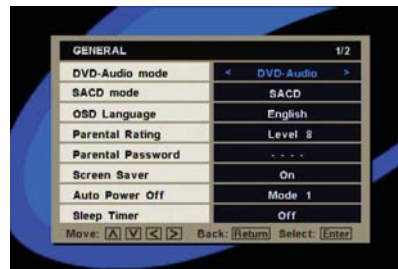 GENERAL 1/2
DVD-Audio mode < DVD-Audio >
SACD mode SACD
OSD Language English
Parental Rating Level 8
Parental Password - - - -
Screen Saver On
Auto Power Off Mode 1
Sleep Timer Off
Move: Λ V < > Back: Return Select: Enter